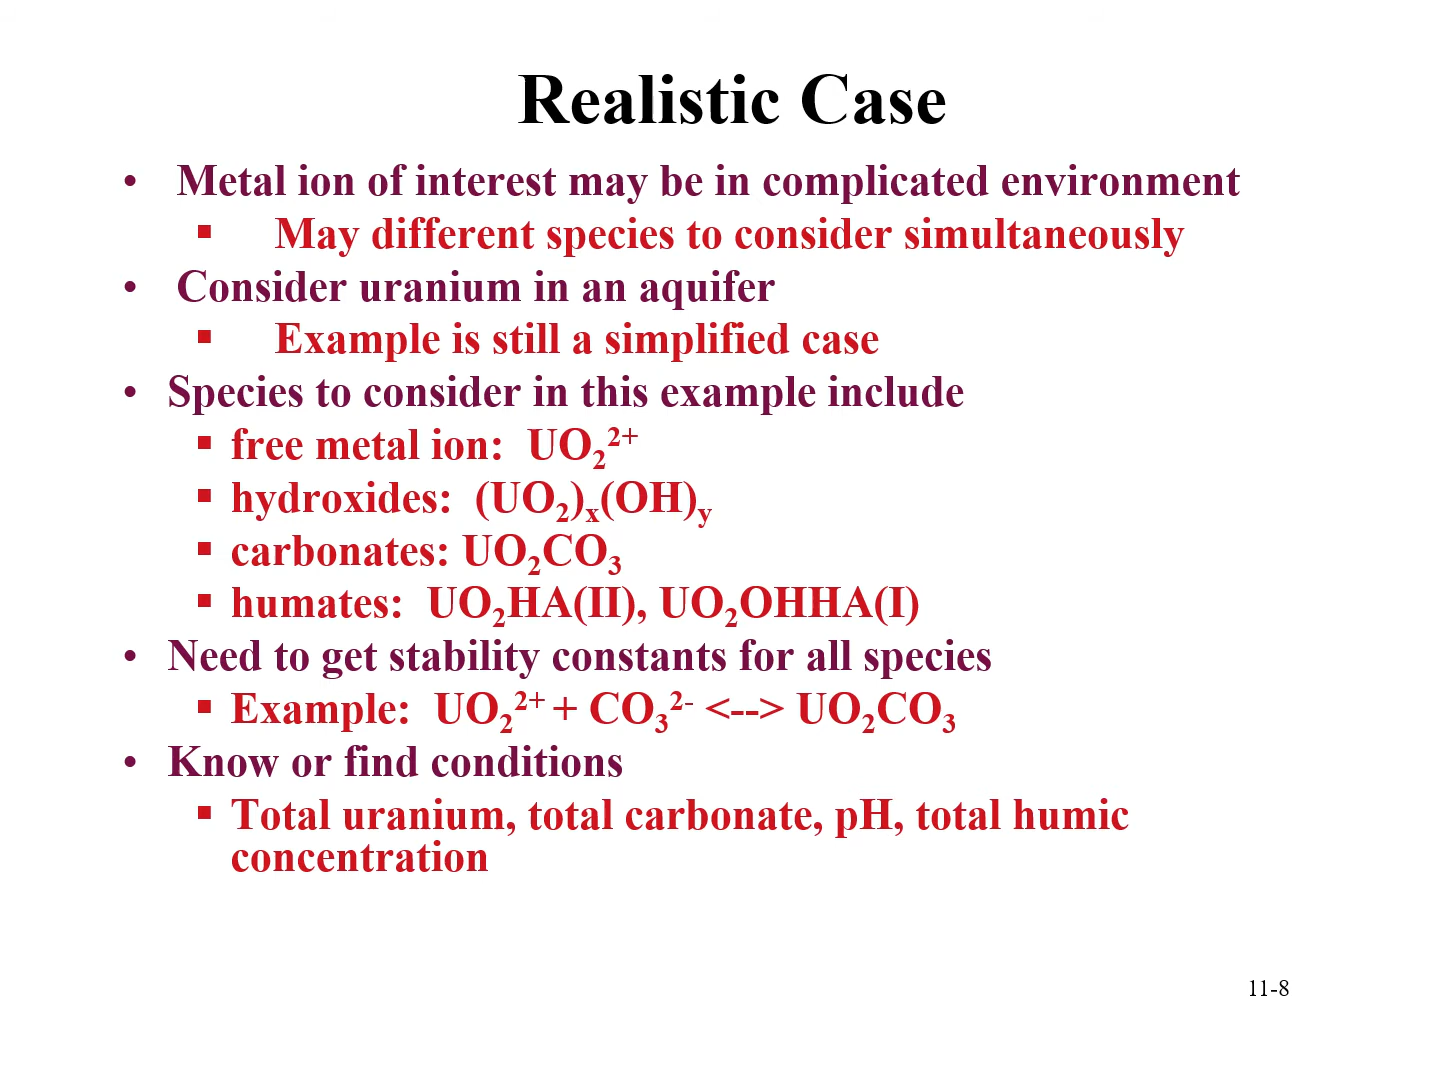 Realistic Case
• Metal ion of interest may be in complicated environment
▪ May different species to consider simultaneously
• Consider uranium in an aquifer
▪ Example is still a simplified case
• Species to consider in this example include
▪ free metal ion: UO₂²⁺
▪ hydroxides: (UO₂)ₓ(OH)y
▪ carbonates: UO₂CO₃
▪ humates: UO₂HA(II), UO₂OHHA(I)
• Need to get stability constants for all species
▪ Example: UO₂²⁺ + CO₃²⁻ <--> UO₂CO₃
• Know or find conditions
▪ Total uranium, total carbonate, pH, total humic
concentration
11-8